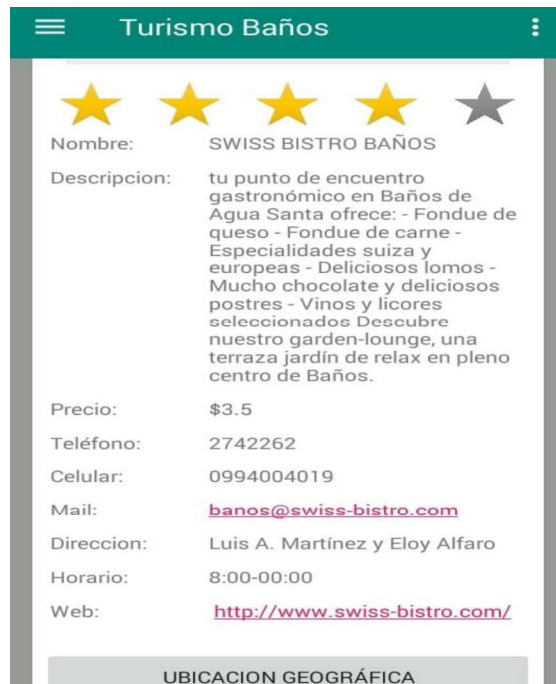 Turismo Baños
Nombre: SWISS BISTRO BAÑOS
Descripcion: tu punto de encuentro
gastronómico en Baños de
Agua Santa ofrece: - Fondue de
queso - Fondue de carne -
Especialidades suiza y
europeas - Deliciosos lomos -
Mucho chocolate y deliciosos
postres - Vinos y licores
seleccionados Descubre
nuestro garden-lounge, una
terraza jardín de relax en pleno
centro de Baños.
Precio: $3.5
Teléfono: 2742262
Celular: 0994004019
Mail: banos@swiss-bistro.com
Direccion: Luis A. Martínez y Eloy Alfaro
Horario: 8:00-00:00
Web: http://www.swiss-bistro.com/
UBICACION GEOGRÁFICA